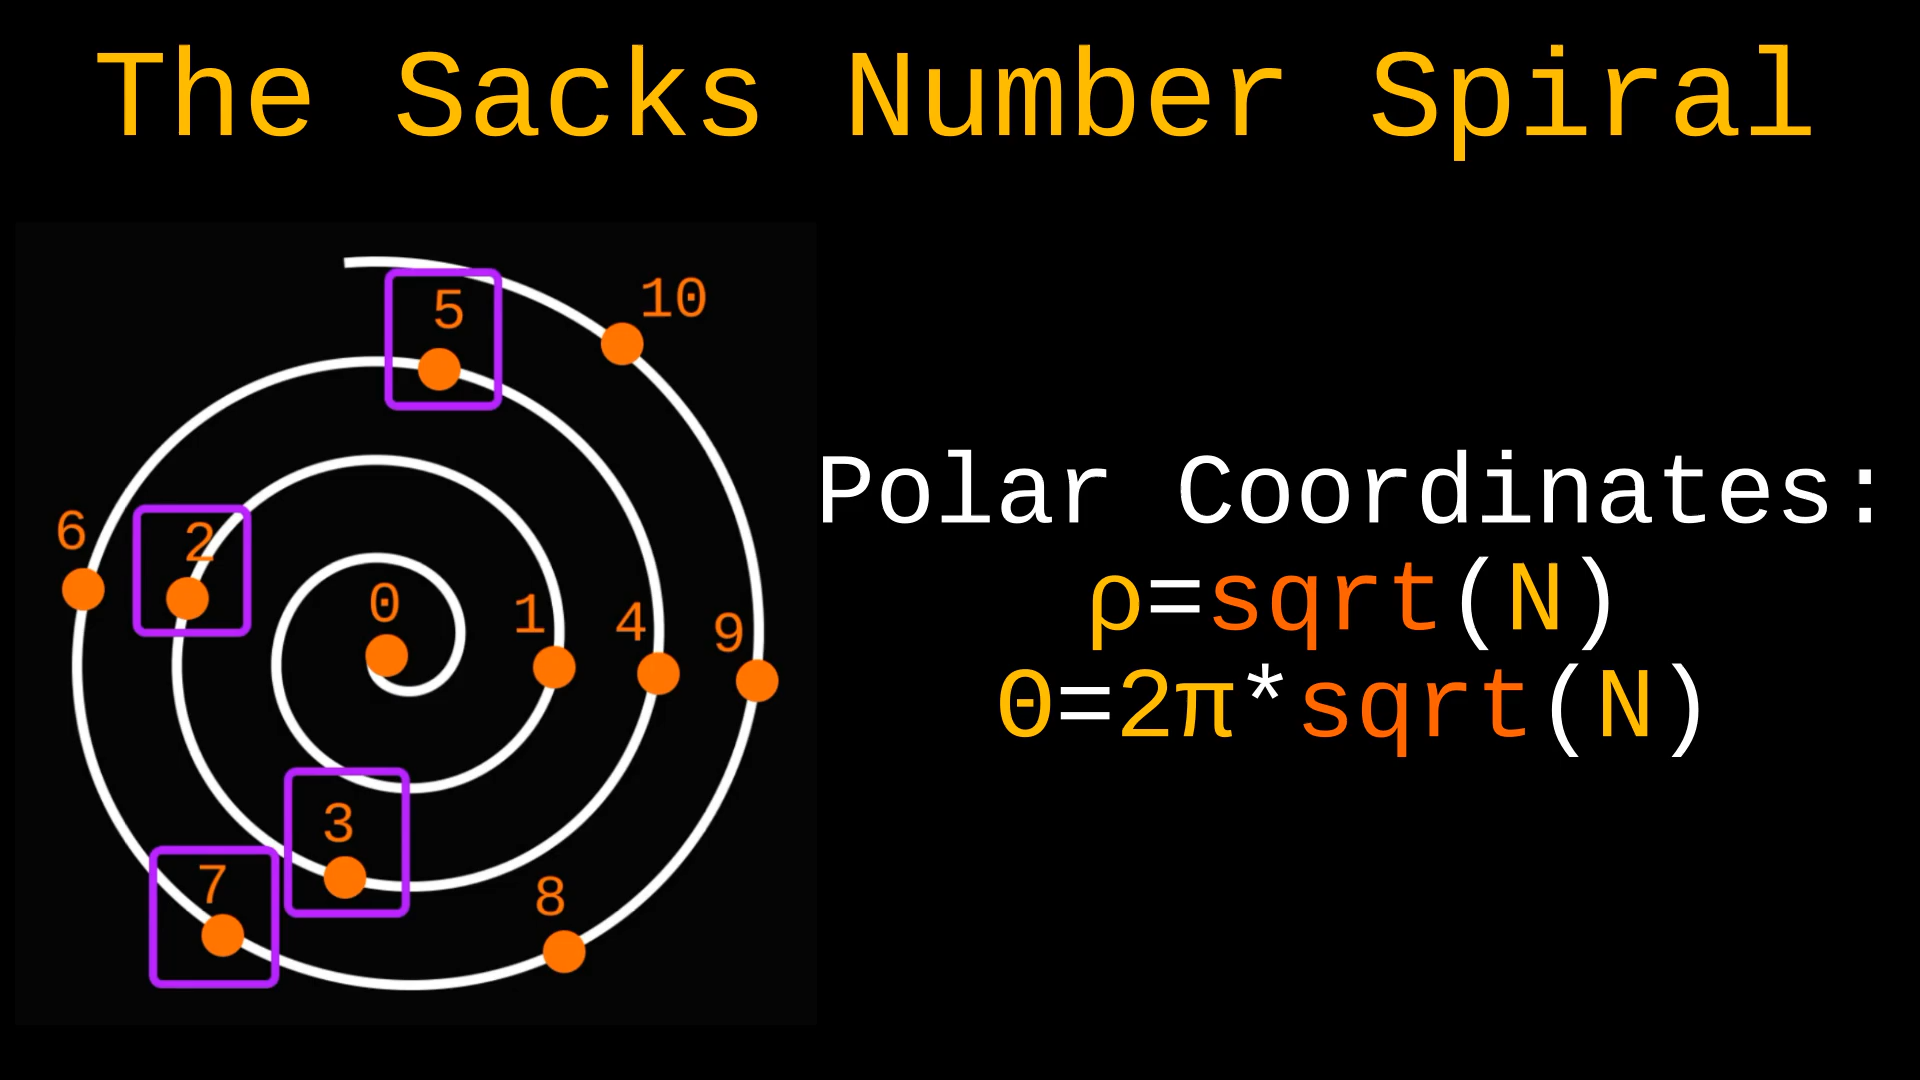 The Sacks Number Spiral
5
10
6
2
0
1
4
9
3
7
8
Polar Coordinates:
ρ=sqrt(N)
0=2π*sqrt(N)